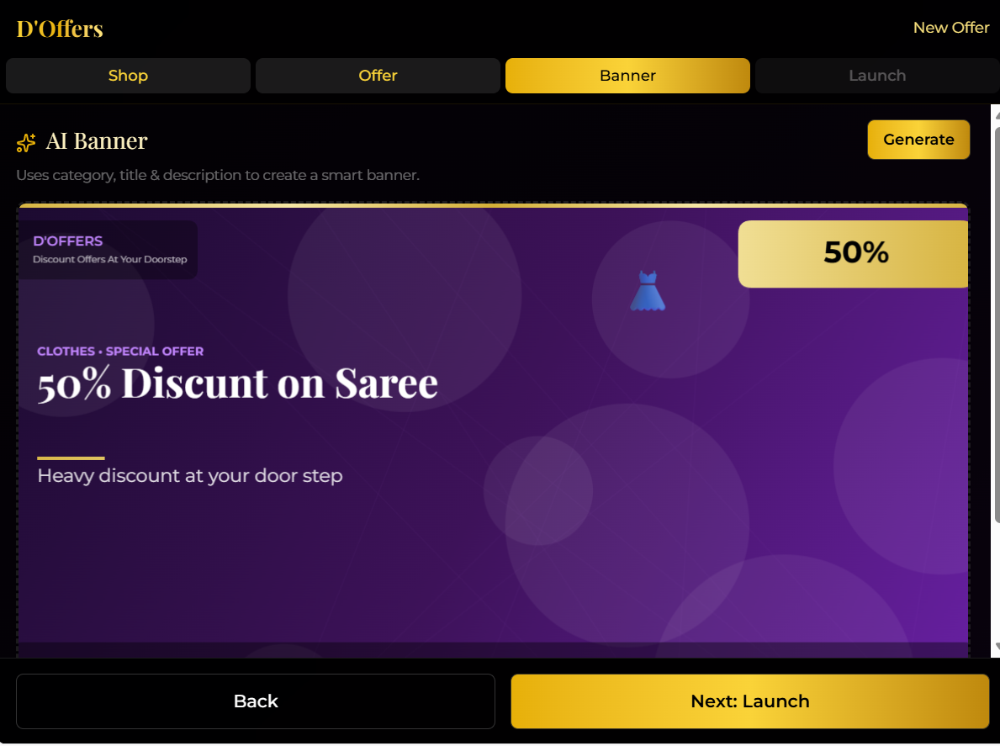 D'Offers
New Offer
Shop
Offer
Banner
Launch
AI Banner
Generate
Uses category, title & description to create a smart banner.
D'OFFERS
Discount Offers At Your Doorstep
50%
CLOTHES • SPECIAL OFFER
50% Discunt on Saree
Heavy discount at your door step
Back
Next: Launch